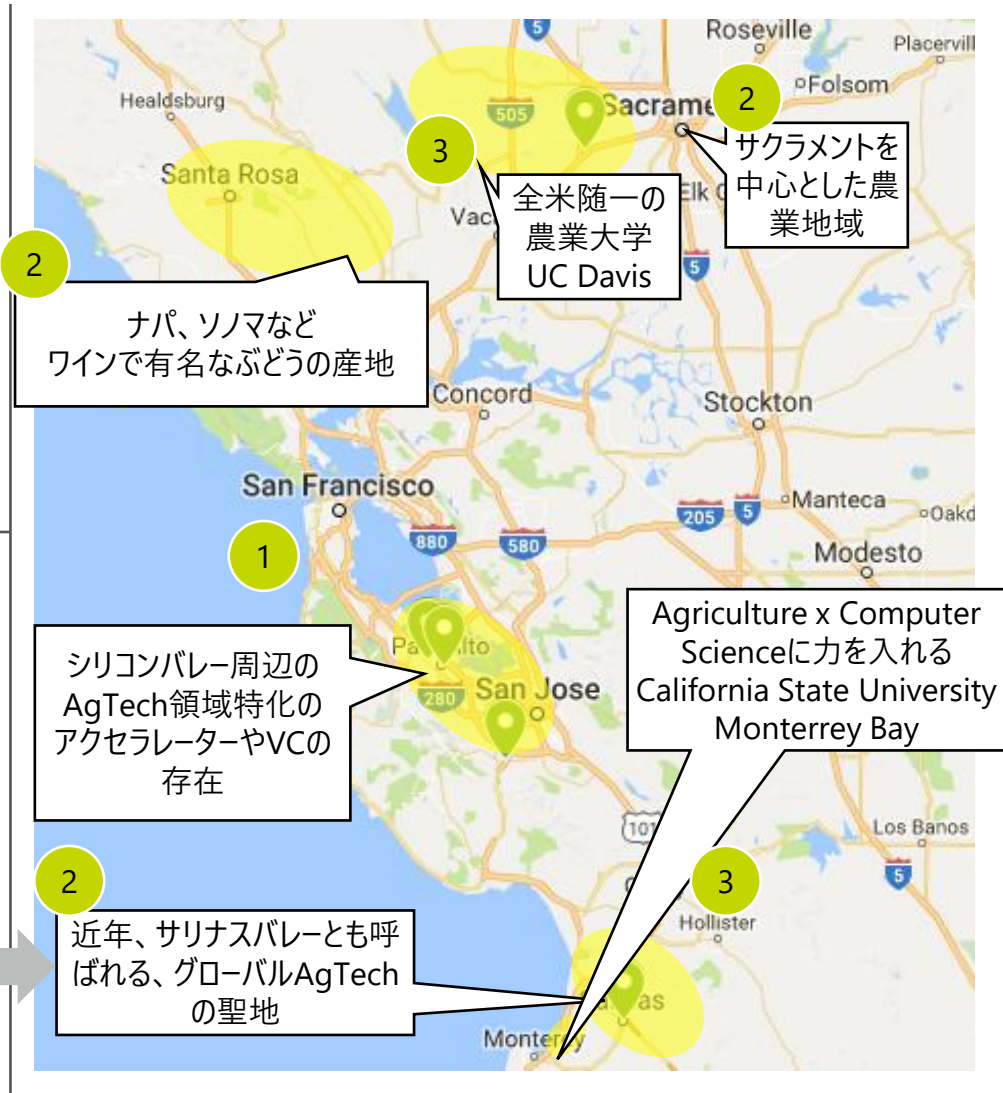 5
Roseville
Placervill
Folsom
Healdsburg
505
Sacrame
2
3
サクラメントを
中心とした農
業地域
Santa Rosa
全米随一の
農業大学
UC Davis
Elk
Vac
5
2
ナパ、ソノマなど
ワインで有名なぶどうの産地
Concord
Stockton
San Francisco
Manteca
205
5
Oakd
880
580
1
Modesto
Agriculture x Computer
Scienceに力を入れる
California State University
Monterrey Bay
シリコンバレー周辺の
AgTech領域特化の
アクセラレーターやVCの
存在
Pa lto
280
San Jose
101
Los Banos
5
2
3
Hollister
近年、サリナスバレーとも呼
ばれる、グローバルAgTech
の聖地
as
Monterey